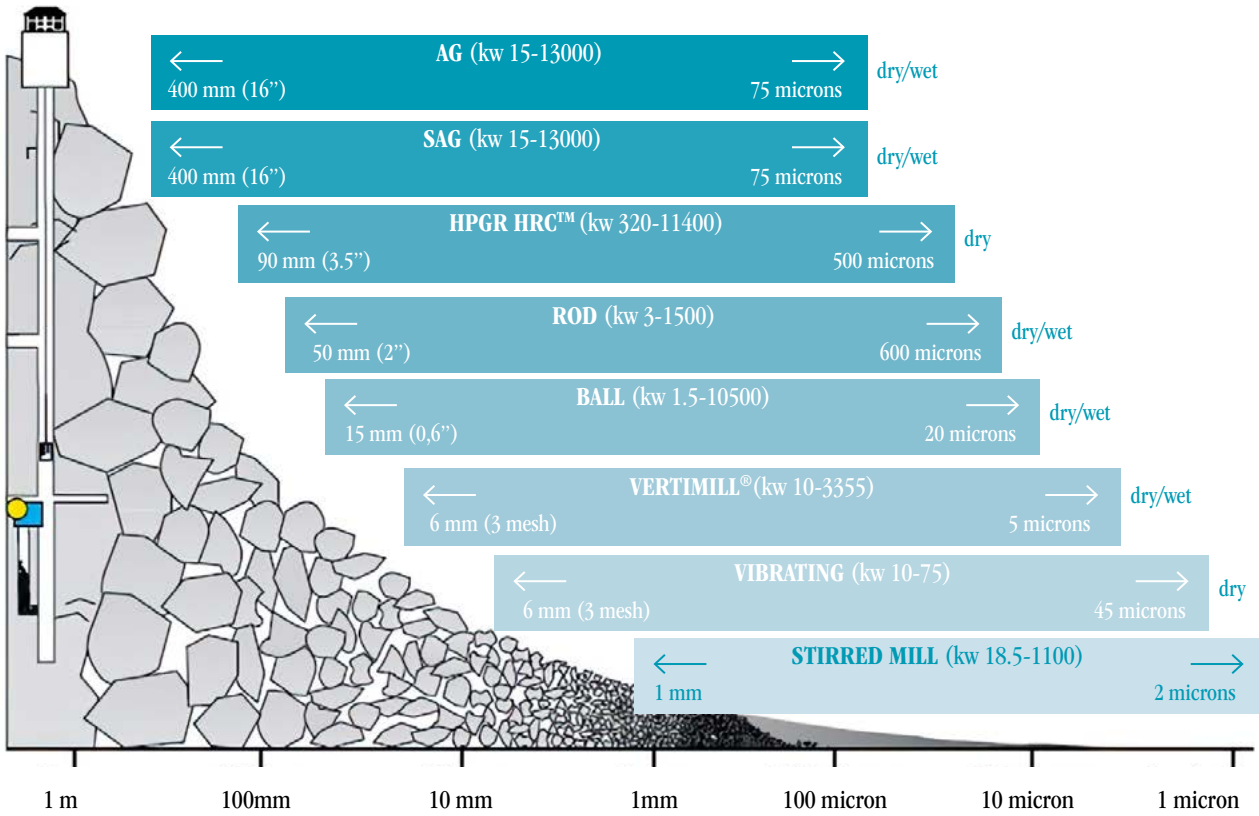 AG (kw 15-13000)
400 mm (16”)
75 microns
dry/wet
SAG (kw 15-13000)
400 mm (16”)
75 microns
dry/wet
HPGR HRC™ (kw 320-11400)
90 mm (3.5”)
500 microns
dry
ROD (kw 3-1500)
50 mm (2”)
600 microns
dry/wet
BALL (kw 1.5-10500)
15 mm (0,6”)
20 microns
dry/wet
VERTIMILL® (kw 10-3355)
6 mm (3 mesh)
5 microns
dry/wet
VIBRATING (kw 10-75)
6 mm (3 mesh)
45 microns
dry
STIRRED MILL (kw 18.5-1100)
1 mm
2 microns
1 m 100mm 10 mm 1mm 100 micron 10 micron 1 micron